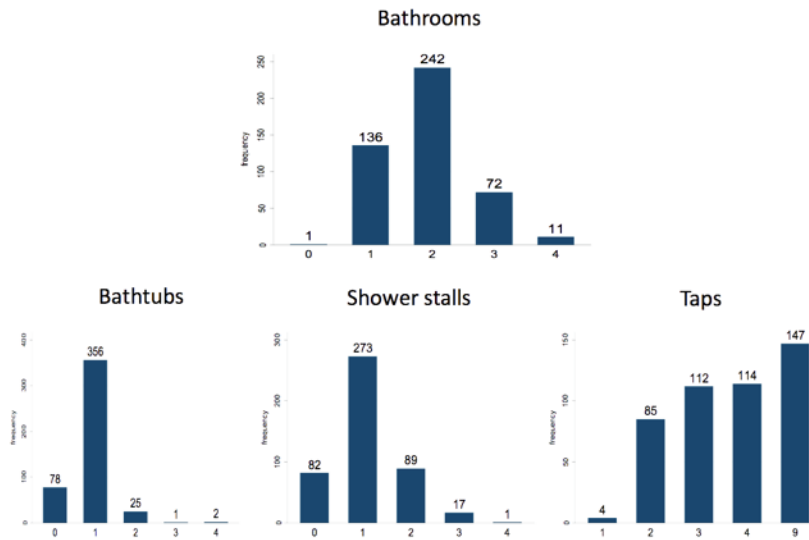 Bathrooms
frequency
0 50 100 150 200 250
1 136 242 72 11
0 1 2 3 4
Bathtubs
frequency
0 100 200 300 400
78 356 25 1 2
0 1 2 3 4
Shower stalls
frequency
0 100 200 300
82 273 89 17 1
0 1 2 3 4
Taps
frequency
0 50 100 150
4 85 112 114 147
1 2 3 4 9